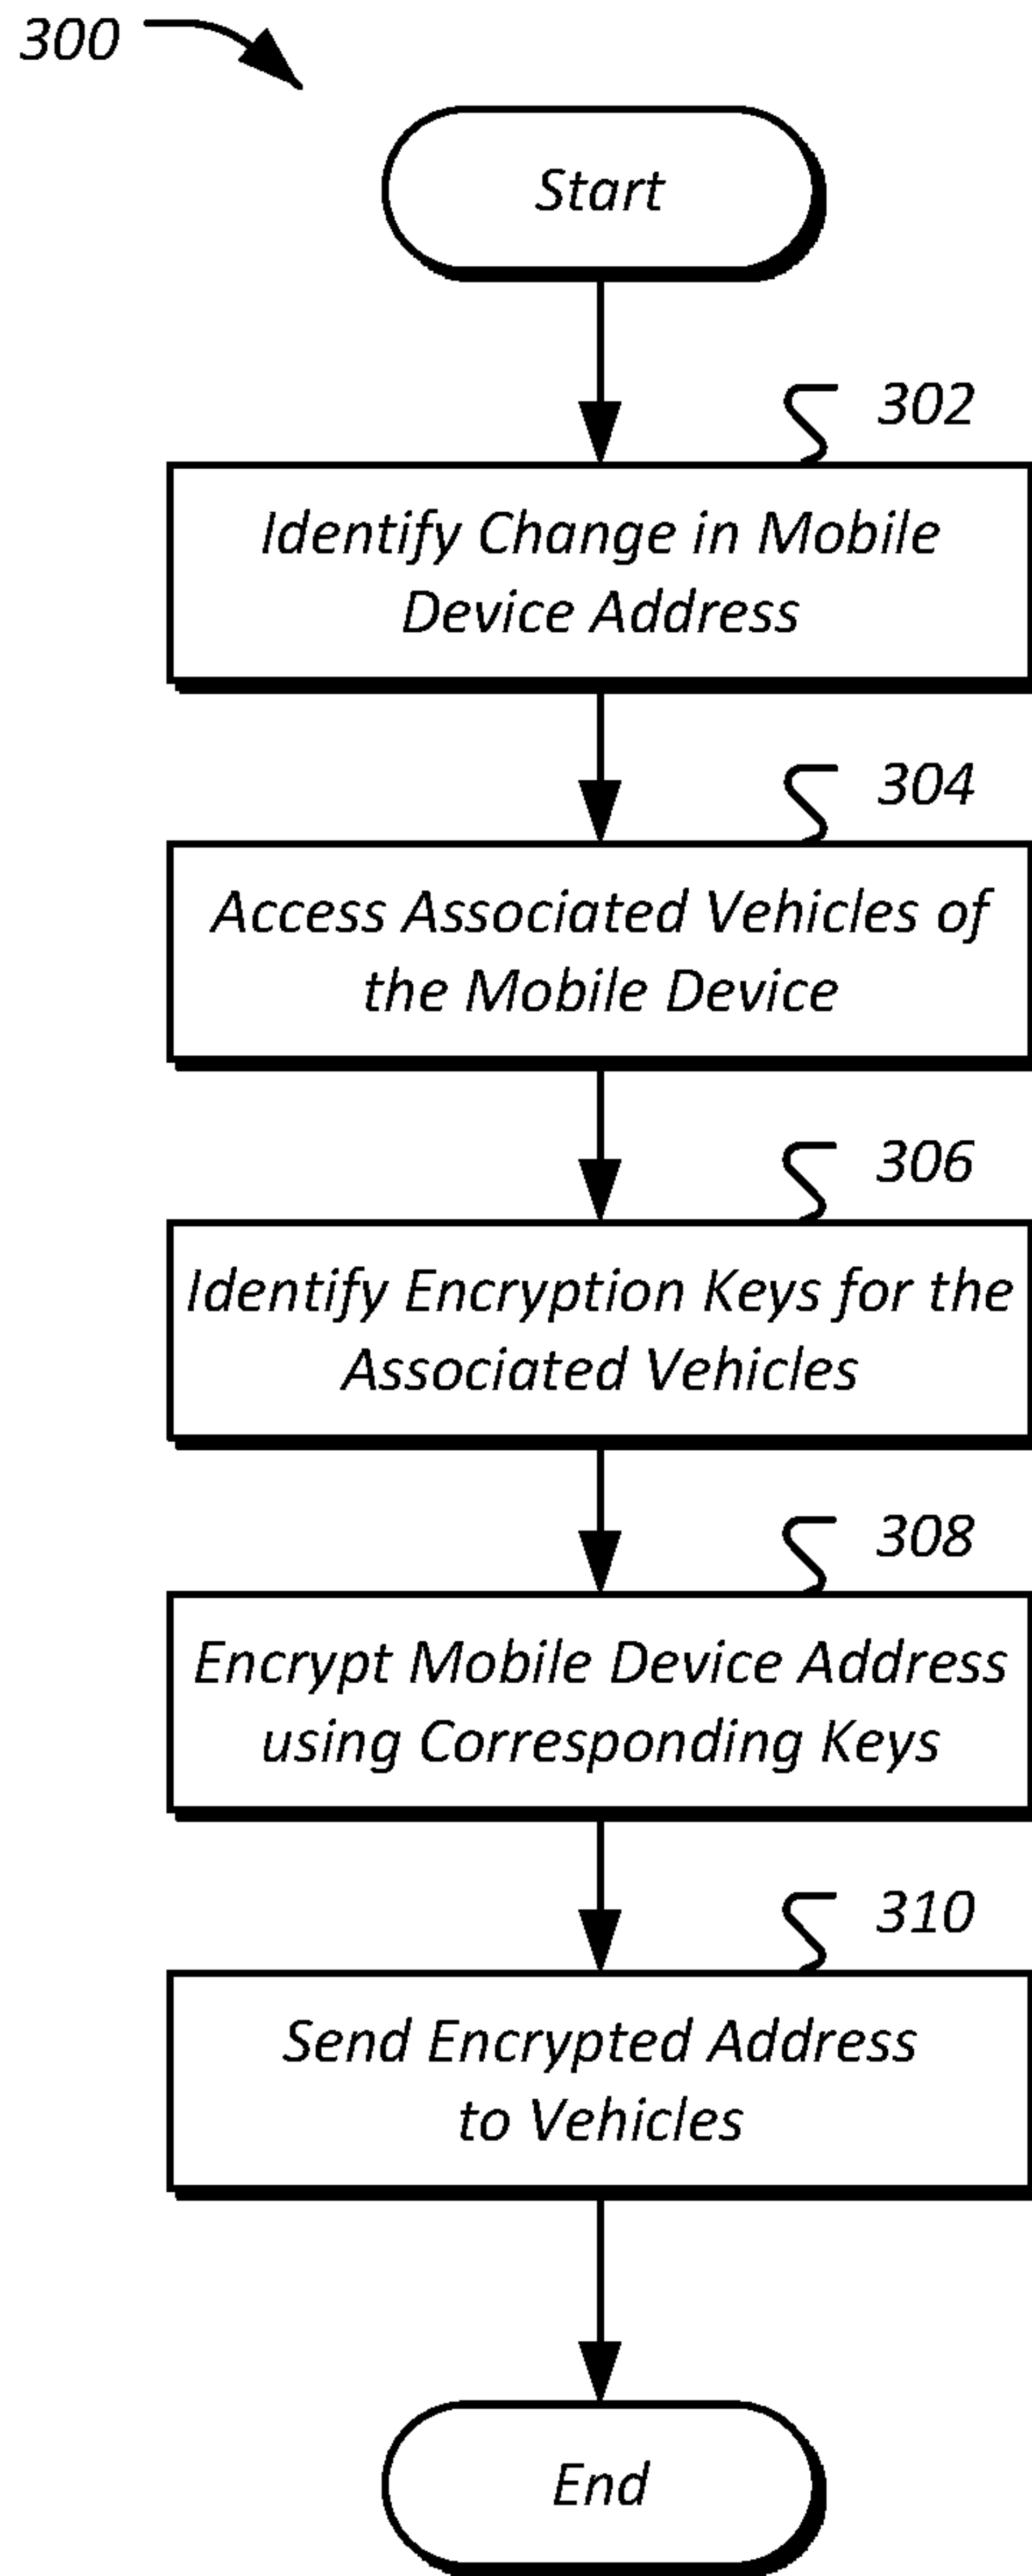 300
Start
302
Identify Change in Mobile
Device Address
304
Access Associated Vehicles of
the Mobile Device
306
Identify Encryption Keys for the
Associated Vehicles
308
Encrypt Mobile Device Address
using Corresponding Keys
310
Send Encrypted Address
to Vehicles
End